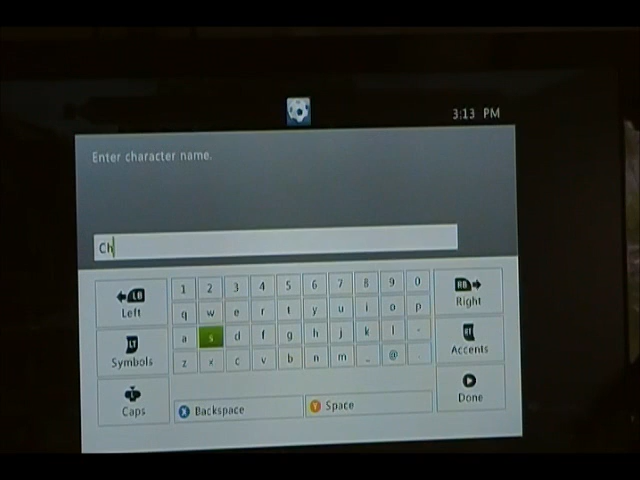 3:13 PM
Enter character name.
Ch
LB
Left
1 2 3 4 5 6 7 8 9 0
RB
Right
q w e r t y u i o p
LT
Symbols
a s d f g h j k l -
RT
Accents
z x c v b n m _ @ .
Caps
X Backspace
Y Space
Done